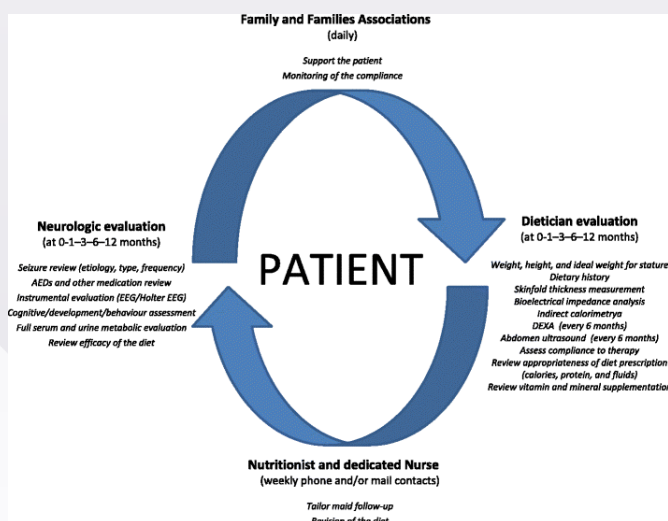 Family and Families Associations
(daily)
Support the patient
Monitoring of the compliance
Neurologic evaluation
(at 0-1–3-6–12 months)
Seizure review (etiology, type, frequency)
AEDs and other medication review
Instrumental evaluation (EEG/Holter EEG)
Cognitive/development/behaviour assessment
Full serum and urine metabolic evaluation
Review efficacy of the diet
PATIENT
Dietician evaluation
(at 0-1–3–6–12 months)
Weight, height, and ideal weight for stature
Dietary history
Skinfold thickness measurement
Bioelectrical impedance analysis
Indirect calorimetrya
DEXA (every 6 months)
Abdomen ultrasound (every 6 months)
Assess compliance to therapy
Review appropriateness of diet prescription
(calories, protein, and fluids)
Review vitamin and mineral supplementation
Nutritionist and dedicated Nurse
(weekly phone and/or mail contacts)
Tailor maid follow-up
Revision of the diet